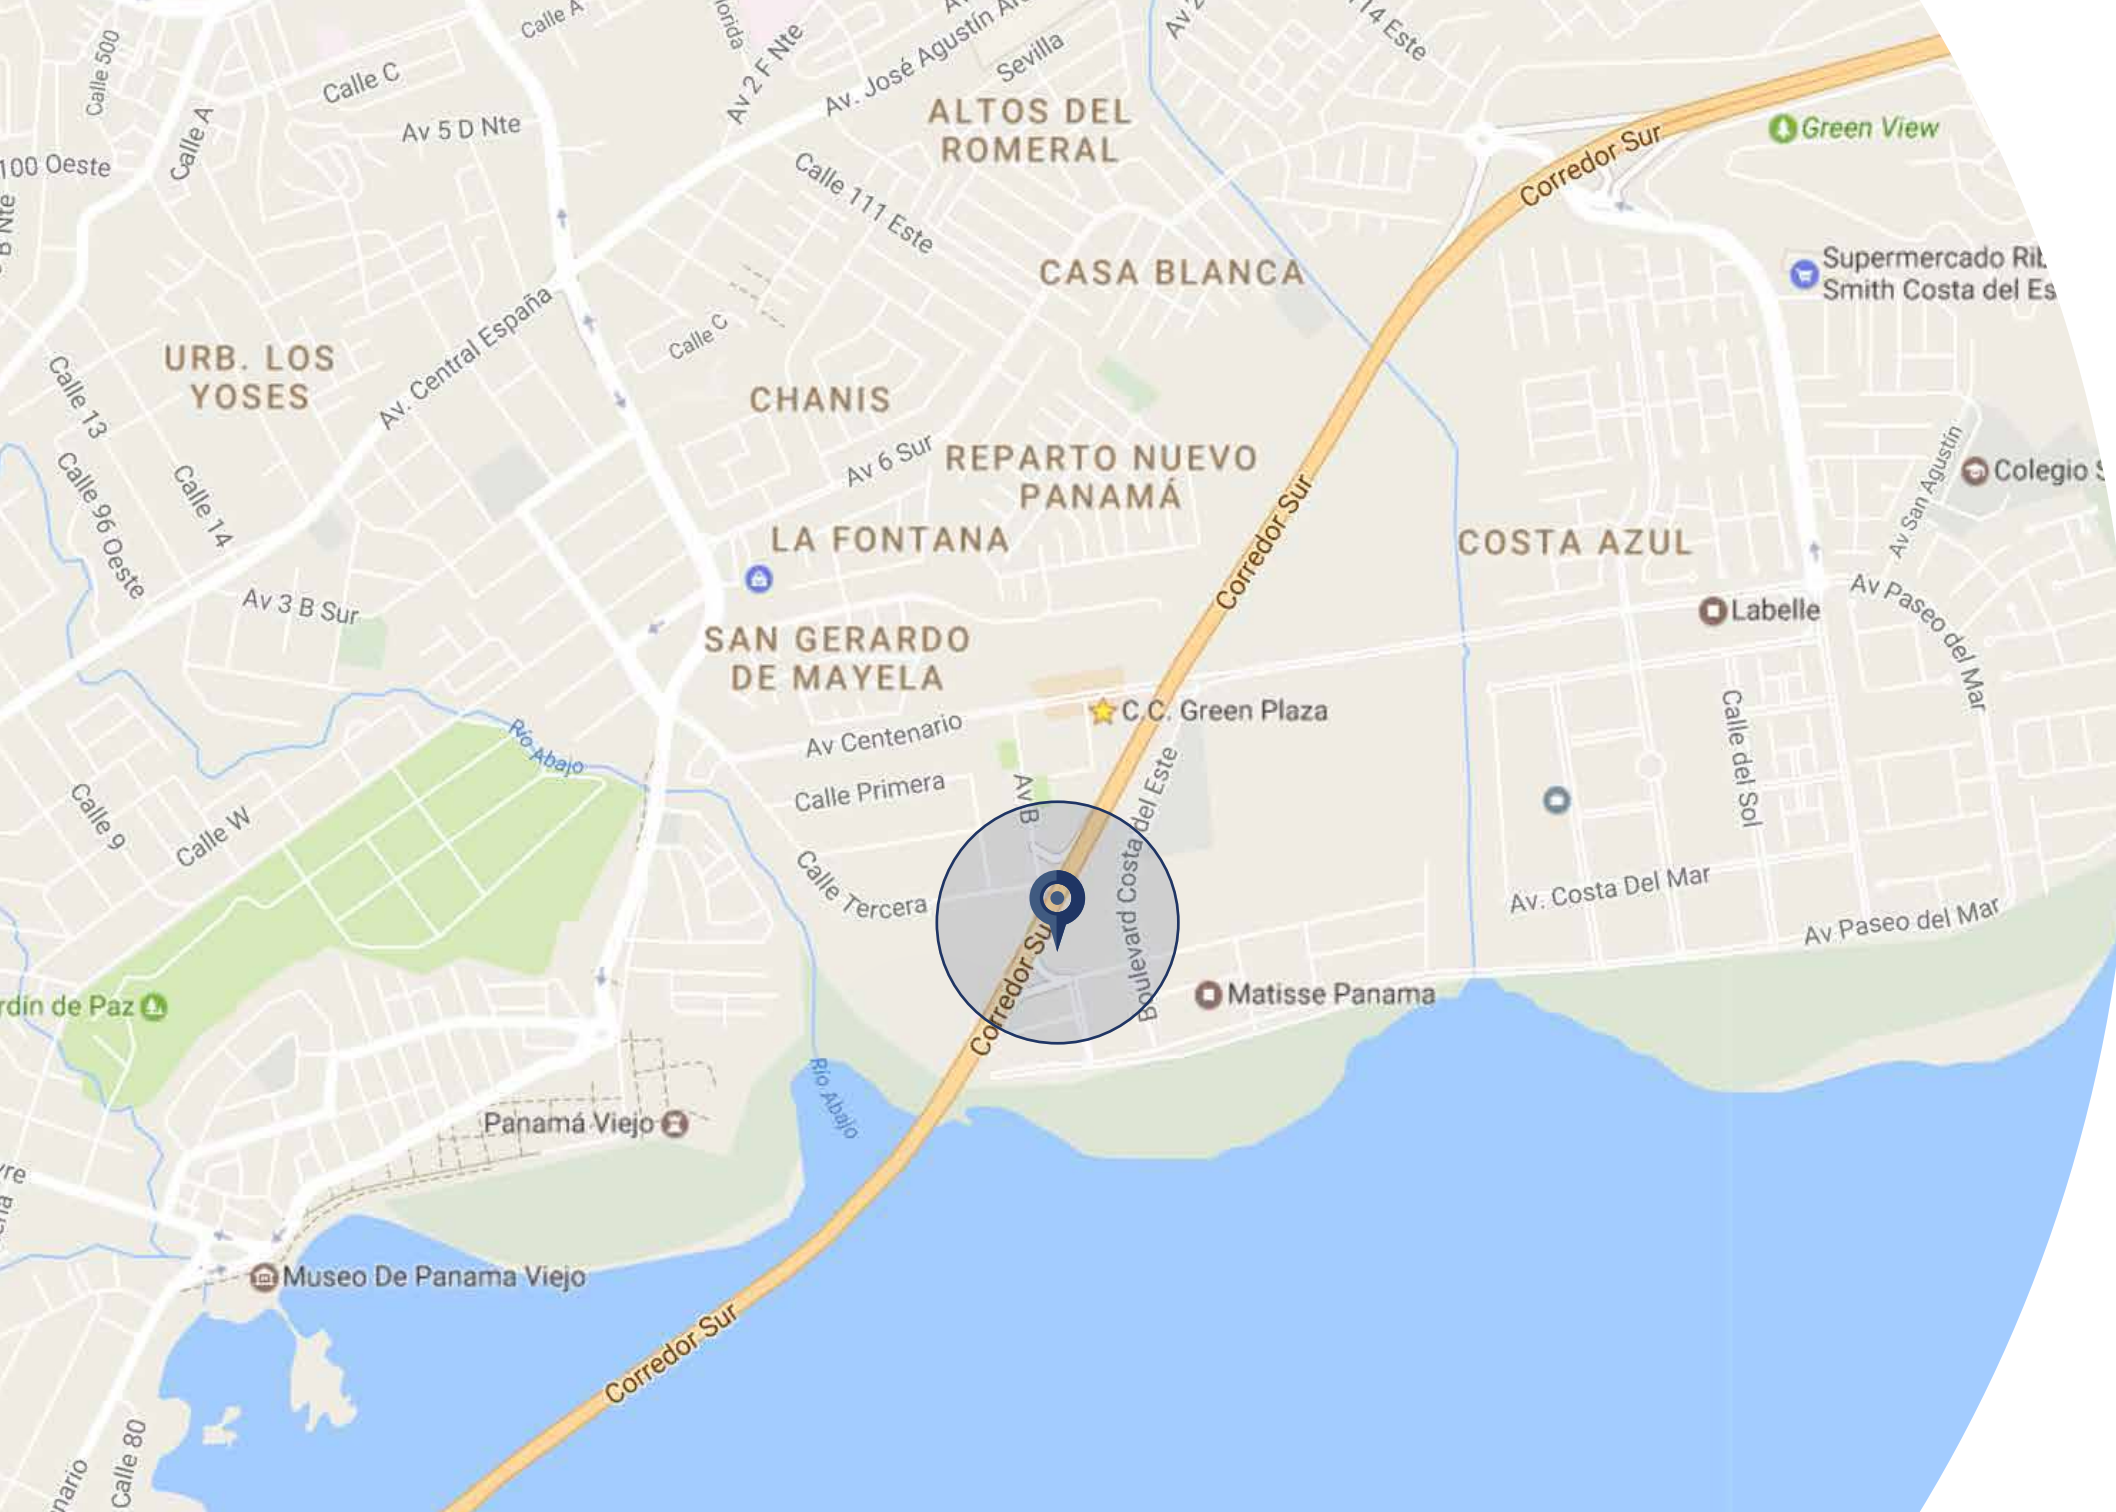 Calle 500
Calle A
Calle C
Calle A
Av 5 D Nte
100 Oeste
B Nte
Av 2 F Nte
Av. José Agustín
Sevilla
14 Este
ALTOS DEL
ROMERAL
Calle 111 Este
Corredor Sur
Green View
CASA BLANCA
Supermercado
Smith Costa del
Av. Central España
Calle C
URB. LOS
YOSES
Calle 13
CHANIS
Av 6 Sur
REPARTO NUEVO
PANAMÁ
Calle 96 Oeste
Calle 14
Corredor Sur
Av San Agustín
Colegio
LA FONTANA
COSTA AZUL
Av 3 B Sur
Labelle
Av Paseo del Mar
SAN GERARDO
DE MAYELA
Av Centenario
C.C. Green Plaza
Río Abajo
Calle del Sol
Calle Primera
Av B
Boulevard Costa del Este
Calle 9
Calle W
Calle Tercera
Av. Costa Del Mar
Av Paseo del Mar
Corredor Sur
Matisse Panama
rdín de Paz
Río Abajo
Panamá Viejo
Museo De Panama Viejo
Corredor Sur
Calle 80
nario